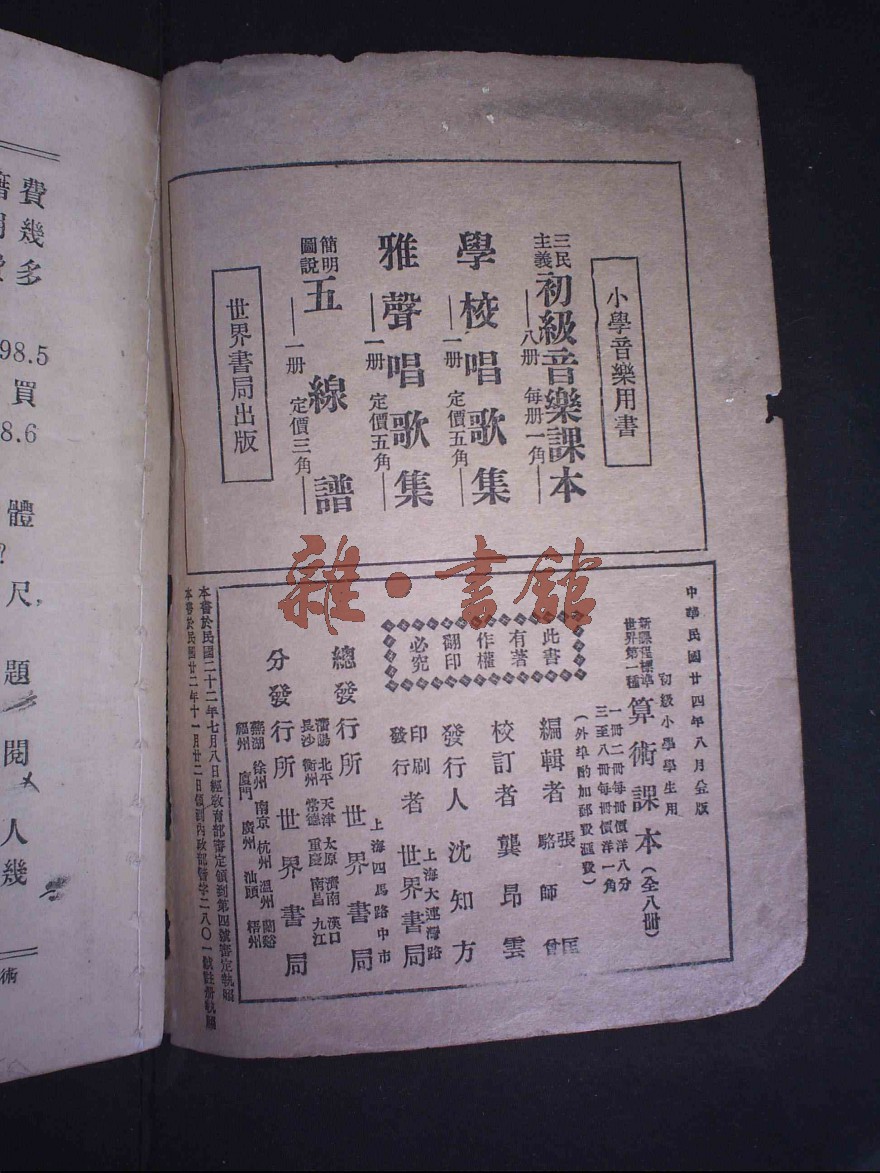 小學音樂用書
三民主義初級音樂課本
八册 每册一角
學校唱歌集
一册 定價五角
雅聲唱歌集
一册 定價五角
簡明圖說五線譜
一册 定價三角
世界書局出版
中華民國廿四年八月
初級小學學生用
新課程標準世界第一種算術課本(全八冊)
一冊二冊每冊價洋八分
三至八冊每冊價洋一角
(外埠酌加郵費滙費)
編輯者 張匡 駱師曾
校訂者 龔昂雲
發行人 沈知方
上海大連灣路
印刷發行者 世界書局
上海四馬路中市
總發行所 世界書局
瀋陽 北平 天津 太原 濟南 漢口
長沙 衡州 常德 重慶 南昌 九江
分發行所 世界書局
蕪湖 徐州 南京 杭州 溫州 蘭谿
福州 廈門 廣州 汕頭 梧州
此書
有著
作權
翻印
必究
本書於民國二十二年七月八日經教育部審定領到第四號審定執照
本書於民國廿二年十一月廿二日領到內政部警字二八〇一號註册執照
雜·書館
費
幾
多
98.5
買
8.6
體
?
尺,
題
閱
人
幾
術